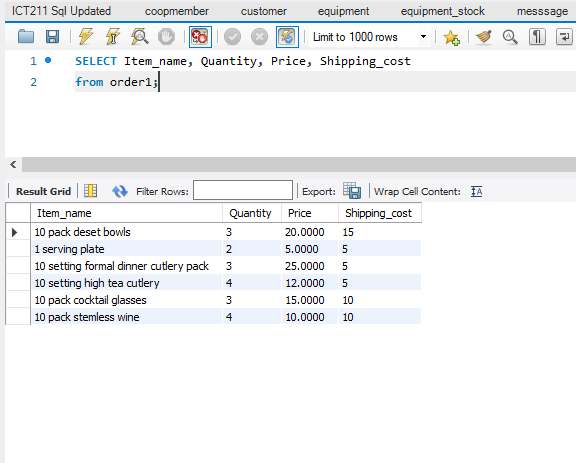 ICT211 Sql Updated coopmember customer equipment equipment_stock messsage
Limit to 1000 rows
1 SELECT Item_name, Quantity, Price, Shipping_cost
2 from order1;
Result Grid Filter Rows: Export: Wrap Cell Content: IA
Item_name Quantity Price Shipping_cost
10 pack deset bowls 3 20.0000 15
1 serving plate 2 5.0000 5
10 setting formal dinner cutlery pack 3 25.0000 5
10 setting high tea cutlery 4 12.0000 5
10 pack cocktail glasses 3 15.0000 10
10 pack stemless wine 4 10.0000 10